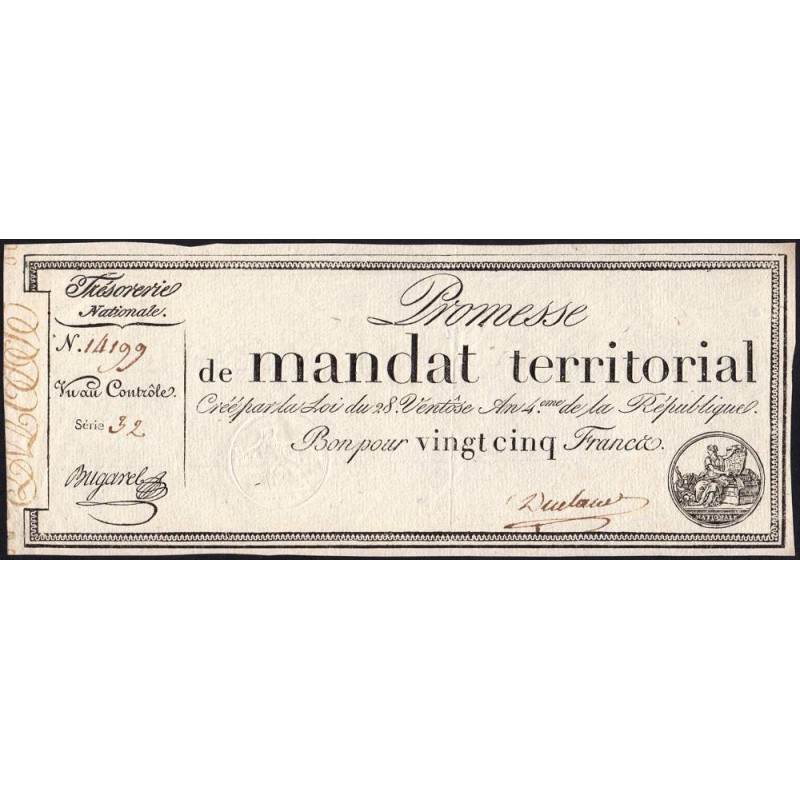 Trésorerie
Nationale.
N. 14199
Vu au Contrôle.
Série 32
Bugarel
Promesse
de mandat territorial
Créé par la Loi du 28. Ventôse An 4.eme de la République.
Bon pour vingt cinq Francs.
NATIONALE